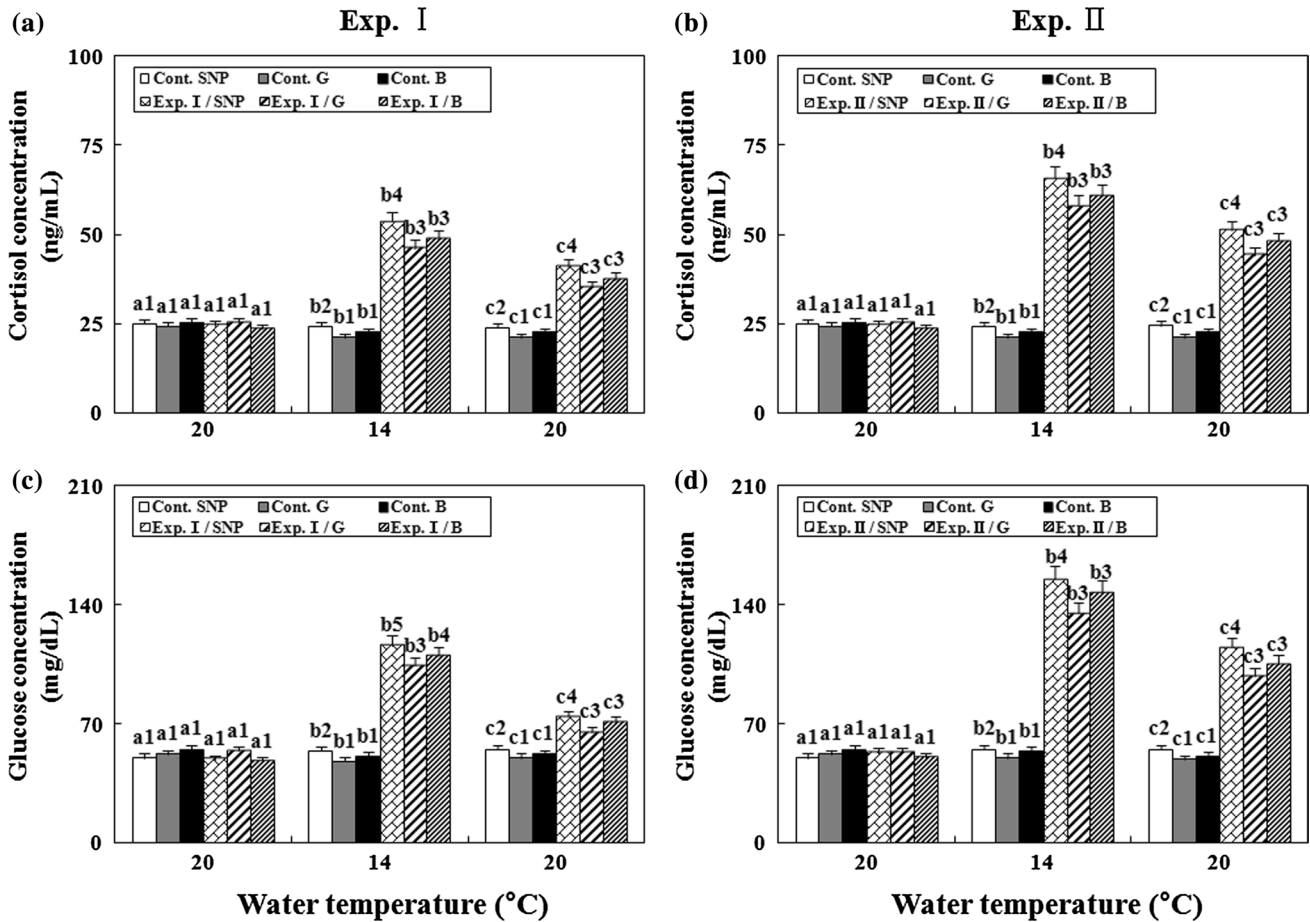 Exp. Ⅰ
Exp. Ⅱ
(a)
100
75
50
25
0
Cortisol concentration
(ng/mL)
Cont. SNP Cont. G Cont. B
Exp. Ⅰ / SNP Exp. Ⅰ / G Exp. Ⅰ / B
a1 a1 a1 a1 a1 a1
b2 b1 b1 b4 b3 b3
c2 c1 c1 c4 c3 c3
20 14 20
(b)
100
75
50
25
0
Cortisol concentration
(ng/mL)
Cont. SNP Cont. G Cont. B
Exp. Ⅱ / SNP Exp. Ⅱ / G Exp. Ⅱ / B
a1 a1 a1 a1 a1 a1
b2 b1 b1 b4 b3 b3
c2 c1 c1 c4 c3 c3
20 14 20
(c)
210
140
70
0
Glucose concentration
(mg/dL)
Cont. SNP Cont. G Cont. B
Exp. Ⅰ / SNP Exp. Ⅰ / G Exp. Ⅰ / B
a1 a1 a1 a1 a1 a1
b2 b1 b1 b5 b3 b4
c2 c1 c1 c4 c3 c3
20 14 20
Water temperature (°C)
(d)
210
140
70
0
Glucose concentration
(mg/dL)
Cont. SNP Cont. G Cont. B
Exp. Ⅱ / SNP Exp. Ⅱ / G Exp. Ⅱ / B
a1 a1 a1 a1 a1 a1
b2 b1 b1 b4 b3 b3
c2 c1 c1 c4 c3 c3
20 14 20
Water temperature (°C)